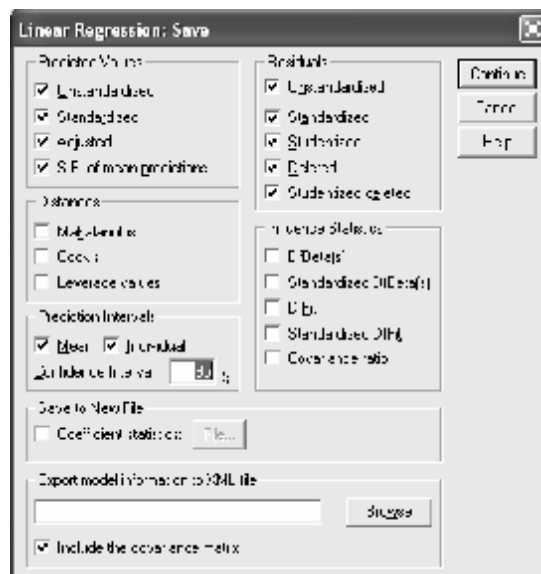 Linear Regression: Save
Predicted Values
Unstandardized
Standardized
Adjusted
S.E. of mean predictions
Distances
Mahalanobis
Cook's
Leverage values
Prediction Intervals
Mean Individual
Confidence Interval: %
Save to New File
Coefficient statistics: File...
Export model information to XML file
Browse
Include the covariance matrix
Residuals
Unstandardized
Standardized
Studentized
Deleted
Studentized deleted
Influence Statistics
DfBeta(s)
Standardized DfBeta(s)
DfFit
Standardized DfFit
Covariance ratio
Continue
Cancel
Help